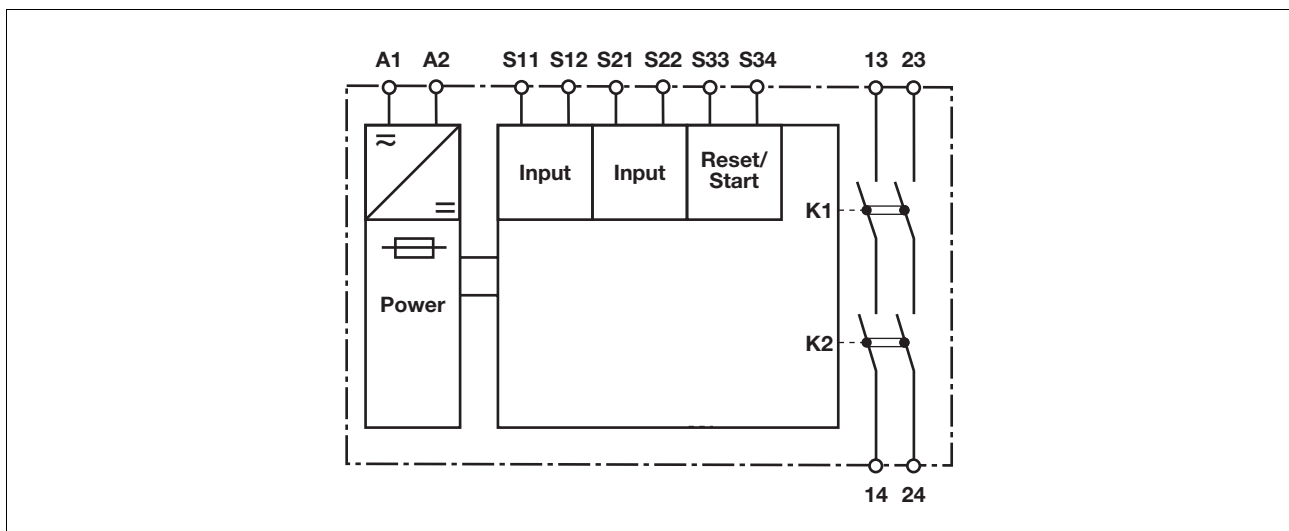 A1 A2 S11 S12 S21 S22 S33 S34 13 23
Input Input Reset/
Start
K1
Power
K2
14 24